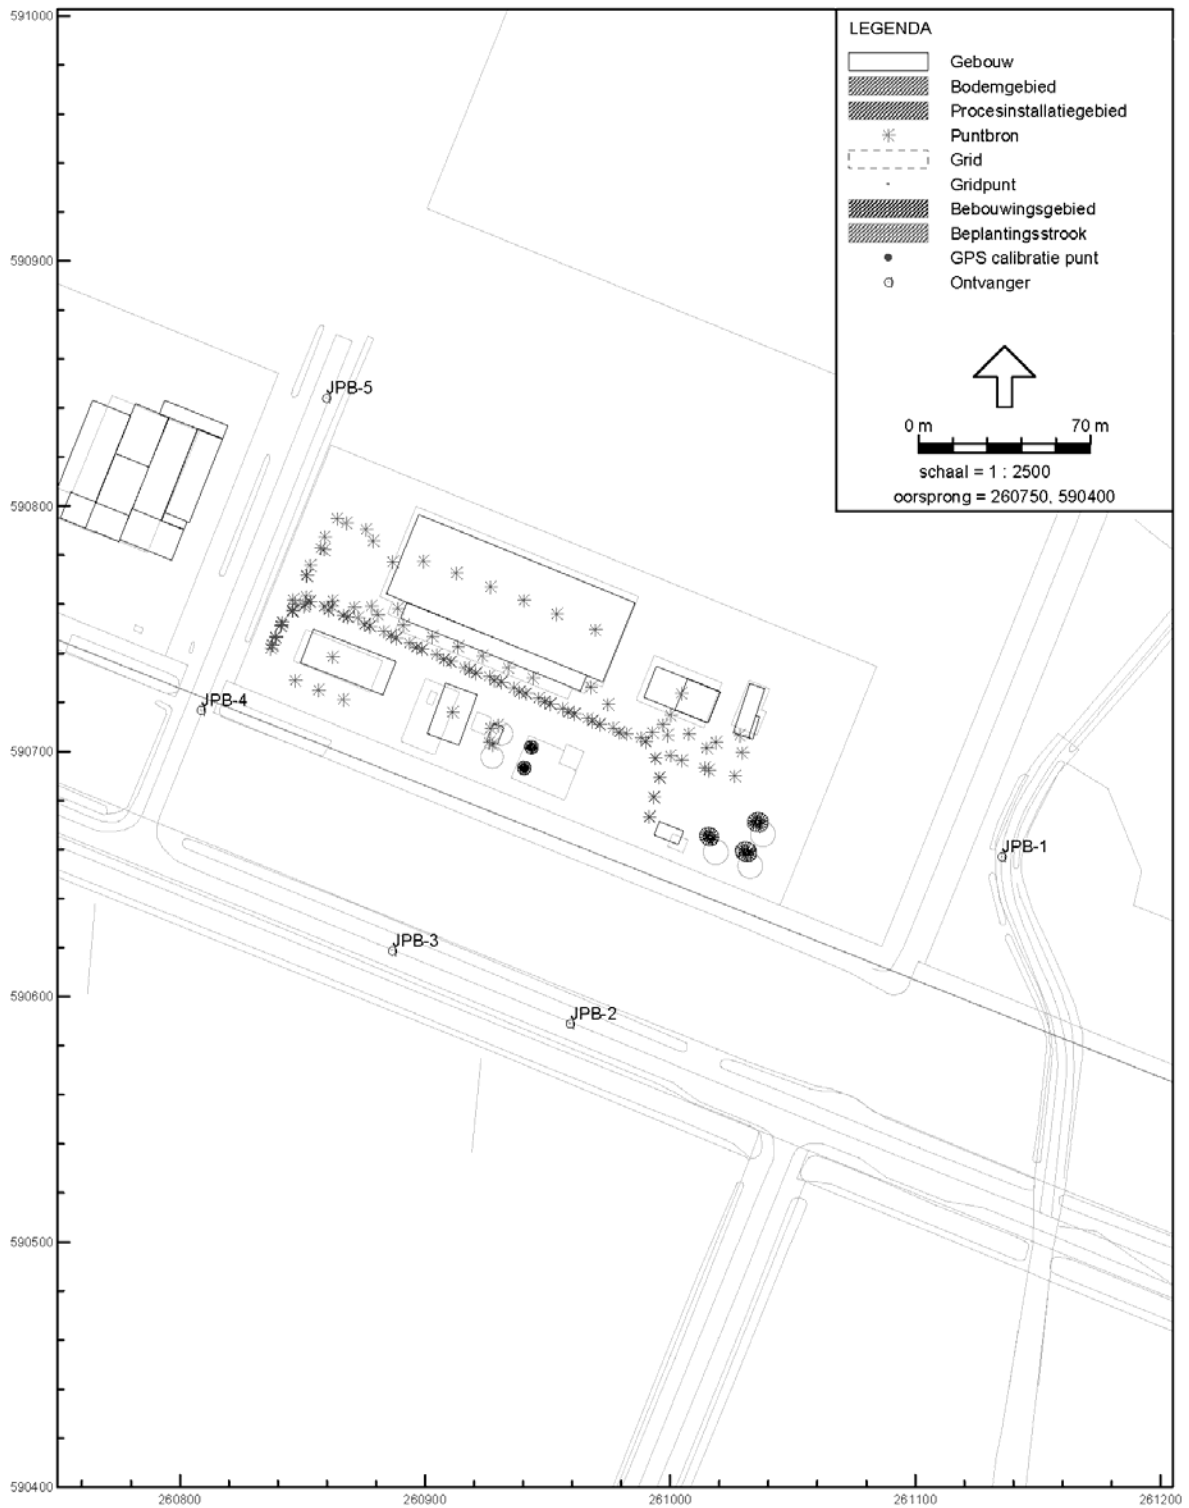 591000
LEGENDA
Gebouw
Bodemgebied
Procesinstallatiegebied
Puntbron
Grid
Gridpunt
Bebouwingsgebied
Beplantingsstrook
GPS calibratie punt
Ontvanger
0 m 70 m
schaal = 1 : 2500
oorsprong = 260750, 590400
590900
JPB-5
590800
JPB-4
590700
JPB-1
JPB-3
JPB-2
590600
590500
590400
260800 260900 261000 261100 261200